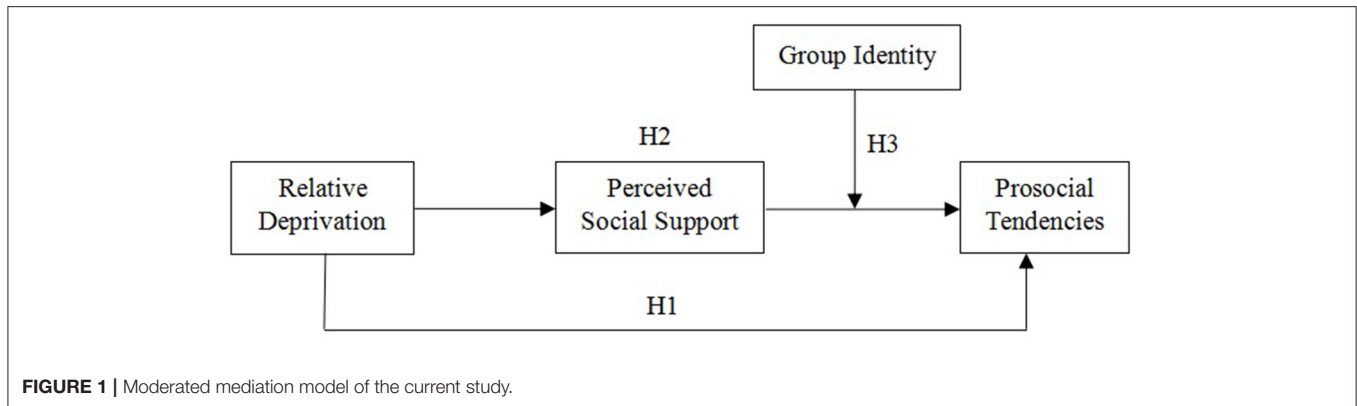 Group Identity
H2
H3
Relative
Deprivation
Perceived
Social Support
Prosocial
Tendencies
H1
FIGURE 1 | Moderated mediation model of the current study.